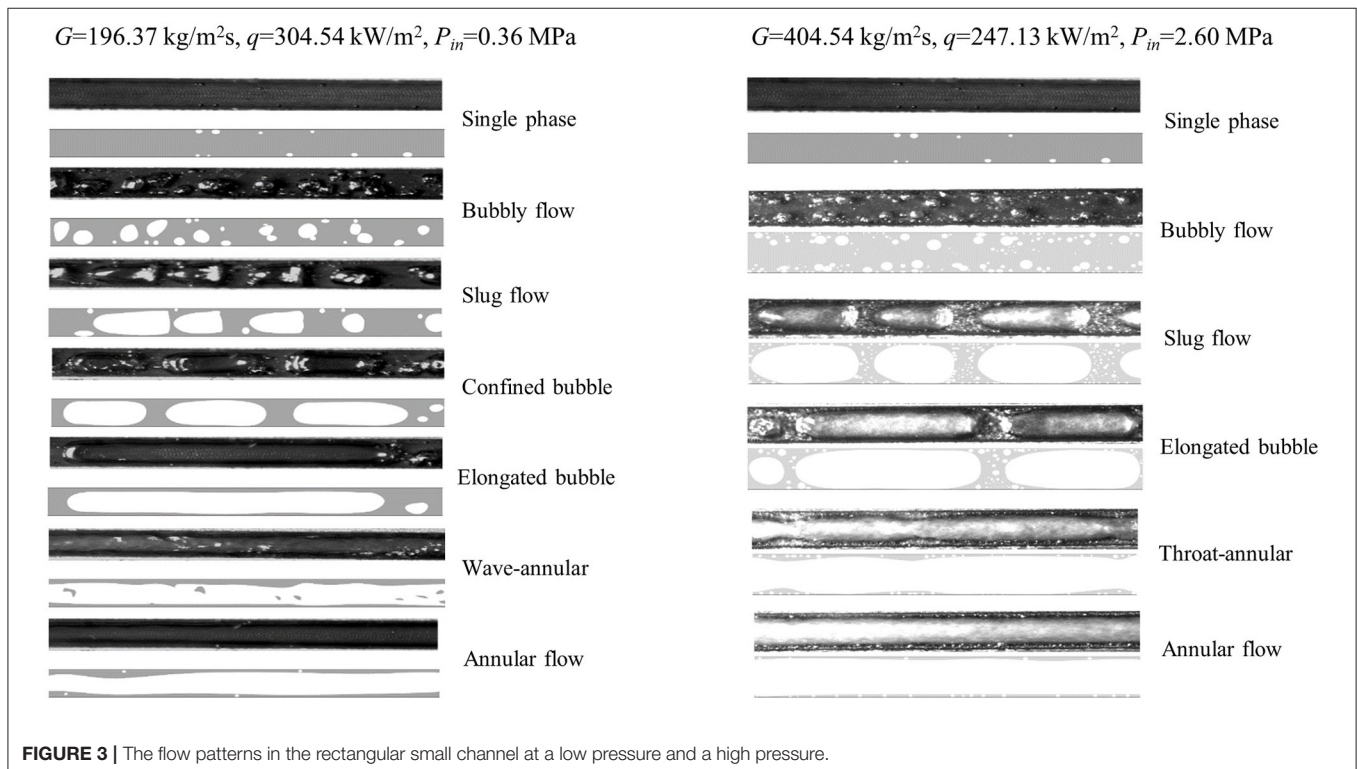 G=196.37 kg/m²s, q=304.54 kW/m², Pin=0.36 MPa
Single phase
Bubbly flow
Slug flow
Confined bubble
Elongated bubble
Wave-annular
Annular flow
G=404.54 kg/m²s, q=247.13 kW/m², Pin=2.60 MPa
Single phase
Bubbly flow
Slug flow
Elongated bubble
Throat-annular
Annular flow
FIGURE 3 | The flow patterns in the rectangular small channel at a low pressure and a high pressure.